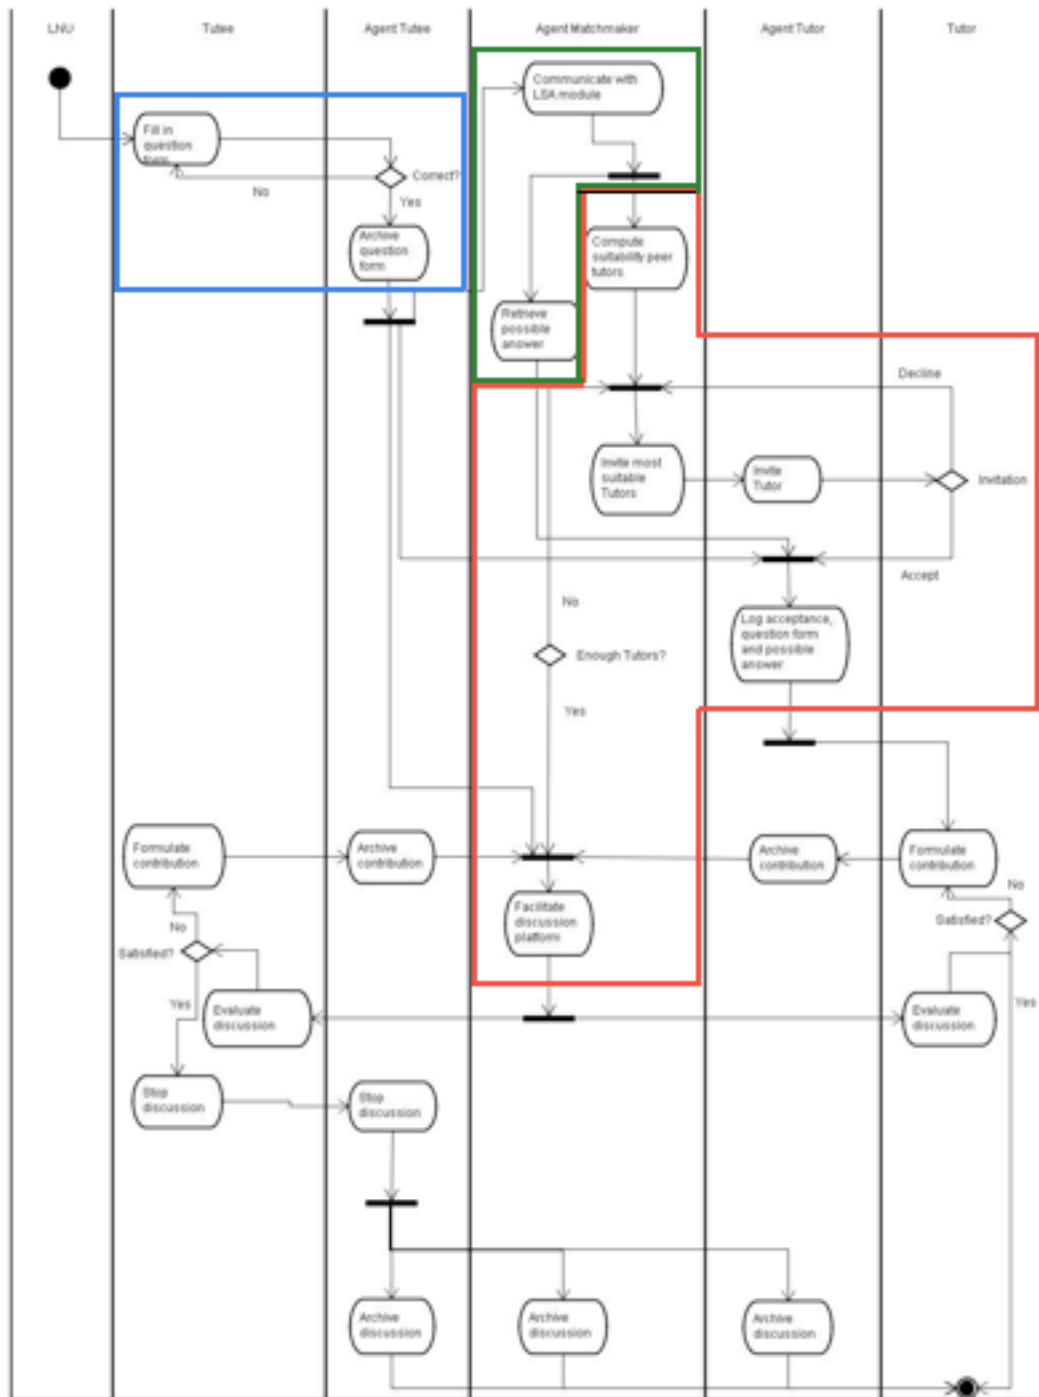 LNU
Tutee
Agent Tutee
Agent Matchmaker
Agent Tutor
Tutor
Communicate with
LSA module
Fill in
question
form
Correct?
No
Yes
Archive
question
form
Compute
suitability peer
tutors
Retrieve
possible
answer
Decline
Invite most
suitable
Tutors
Invite
Tutor
Invitation
Accept
No
Log acceptance,
question form
and possible
answer
Enough Tutors?
Yes
Formulate
contribution
Archive
contribution
Archive
contribution
Formulate
contribution
No
Satisfied?
Facilitate
discussion
platform
No
Satisfied?
Yes
Evaluate
discussion
Evaluate
discussion
Yes
Stop
discussion
Stop
discussion
Archive
discussion
Archive
discussion
Archive
discussion